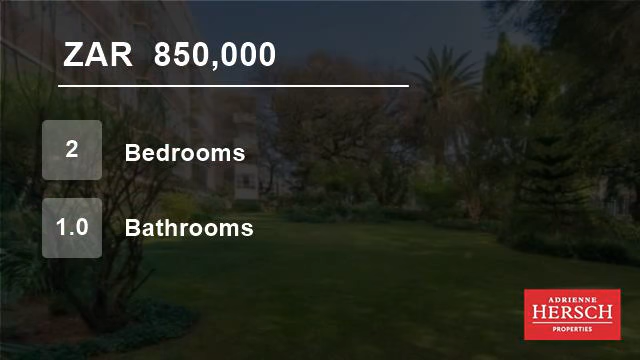 ZAR 850,000
2 Bedrooms
1.0 Bathrooms
ADRIENNE
HERSCH
PROPERTIES